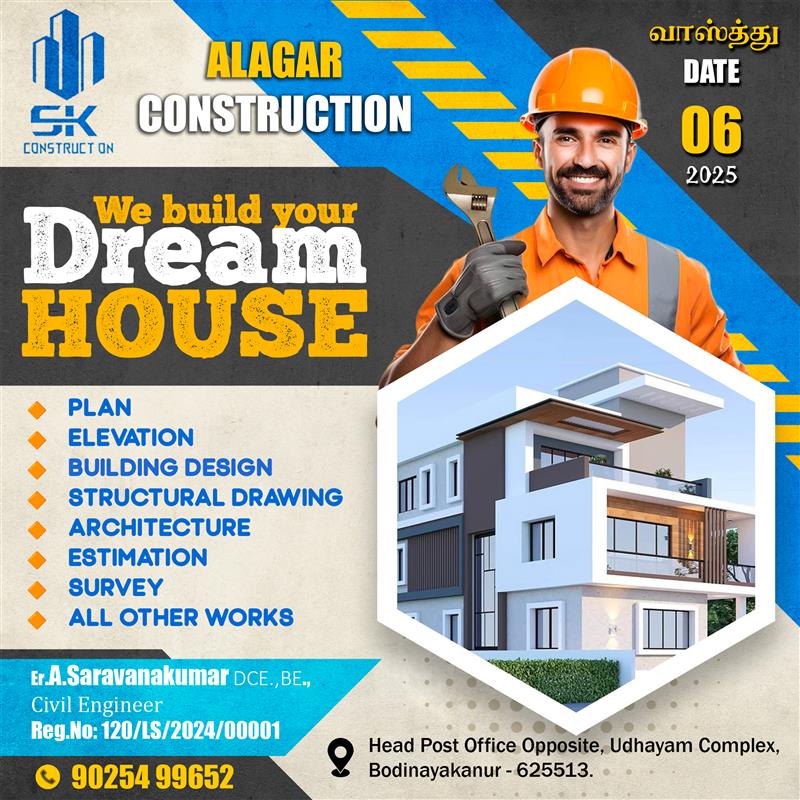 SK
CONSTRUCT ON
ALAGAR
CONSTRUCTION
வாஸ்த்து
DATE
06
2025
We build your
Dream
HOUSE
PLAN
ELEVATION
BUILDING DESIGN
STRUCTURAL DRAWING
ARCHITECTURE
ESTIMATION
SURVEY
ALL OTHER WORKS
Er.A.Saravanakumar DCE.,BE.,
Civil Engineer
Reg.No: 120/LS/2024/00001
90254 99652
Head Post Office Opposite, Udhayam Complex,
Bodinayakanur - 625513.